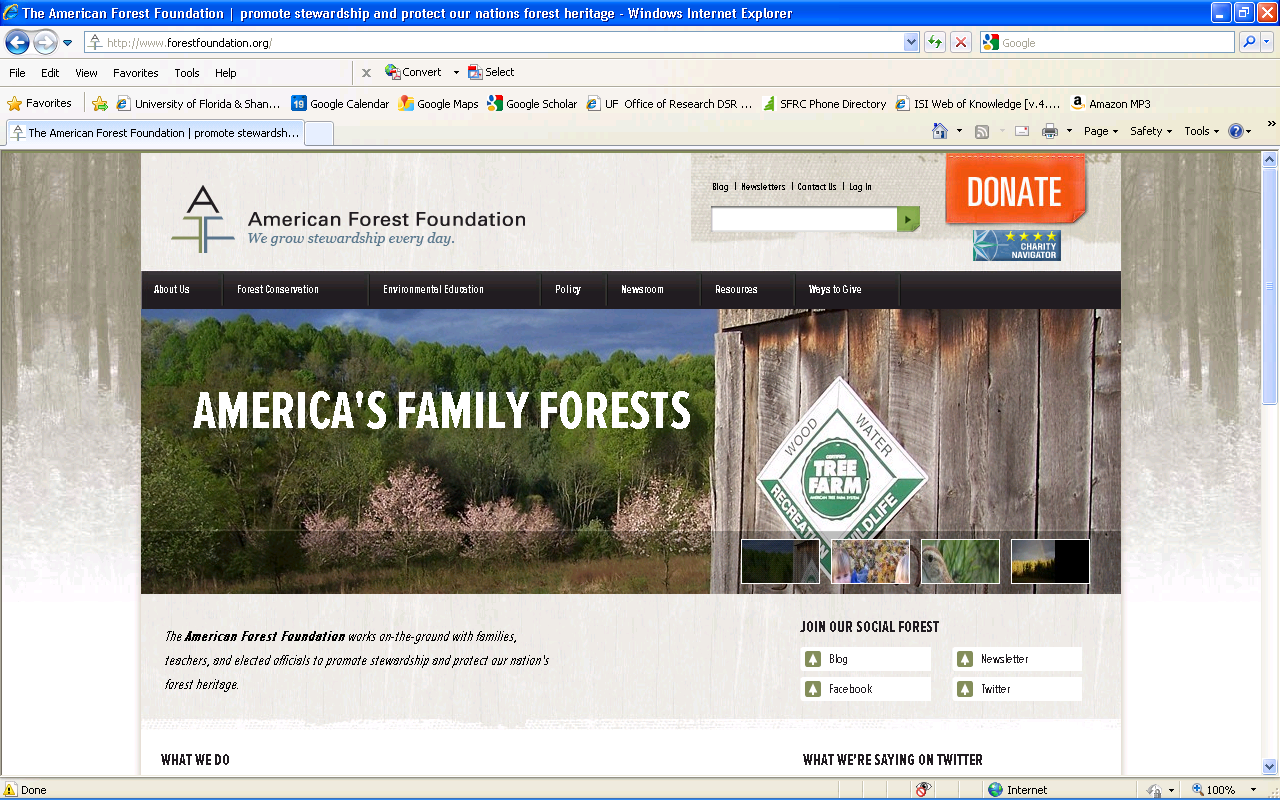 The American Forest Foundation | promote stewardship and protect our nations forest heritage - Windows Internet Explorer
http://www.forestfoundation.org/
Google
File Edit View Favorites Tools Help
Convert Select
Favorites
University of Florida & Shan...
19 Google Calendar
Google Maps
Google Scholar
UF Office of Research DSR ...
SFRC Phone Directory
ISI Web of Knowledge [v.4....
a Amazon MP3
The American Forest Foundation | promote stewardsh...
Page Safety Tools
Blog | Newsletters | Contact Us | Log In
DONATE
CHARITY
NAVIGATOR
American Forest Foundation
We grow stewardship every day.
About Us Forest Conservation Environmental Education Policy Newsroom Resources Ways to Give
AMERICA'S FAMILY FORESTS
WOOD WATER
CERTIFIED
TREE
FARM
AMERICAN TREE FARM SYSTEM
The American Forest Foundation works on-the-ground with families,
teachers, and elected officials to promote stewardship and protect our nation's
forest heritage.
JOIN OUR SOCIAL FOREST
Blog Newsletter
Facebook Twitter
WHAT WE DO
WHAT WE'RE SAYING ON TWITTER
Done
Internet
100%